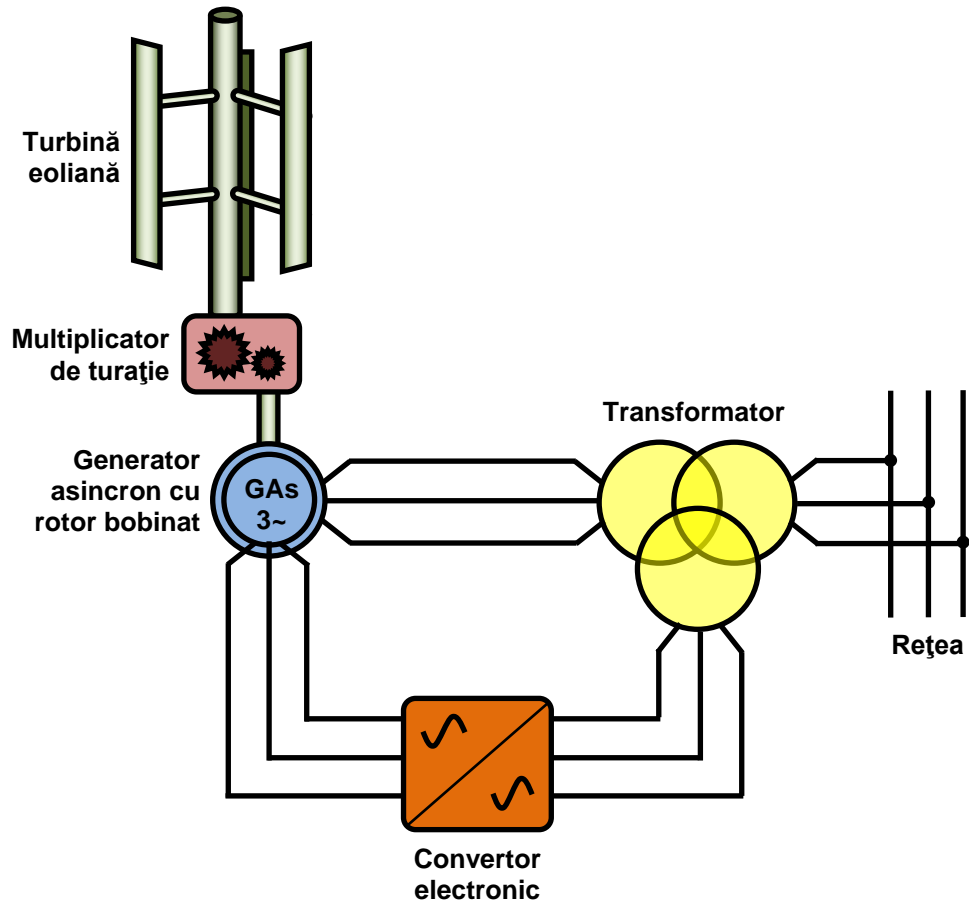 Turbină
eoliană
Multiplicator
de turaţie
Transformator
Generator
asincron cu
rotor bobinat
GAs
3~
Reţea
Convertor
electronic